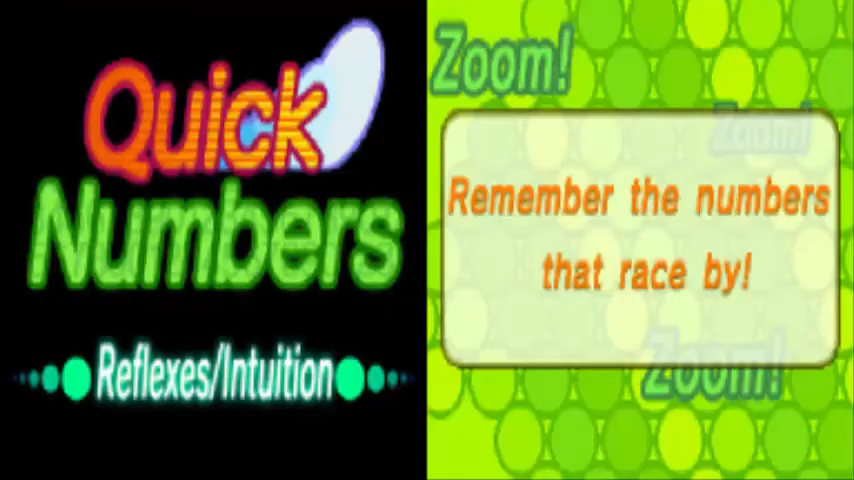 Quick
Numbers
Reflexes/Intuition
Zoom!
Zoom!
Remember the numbers
that race by!
Zoom!